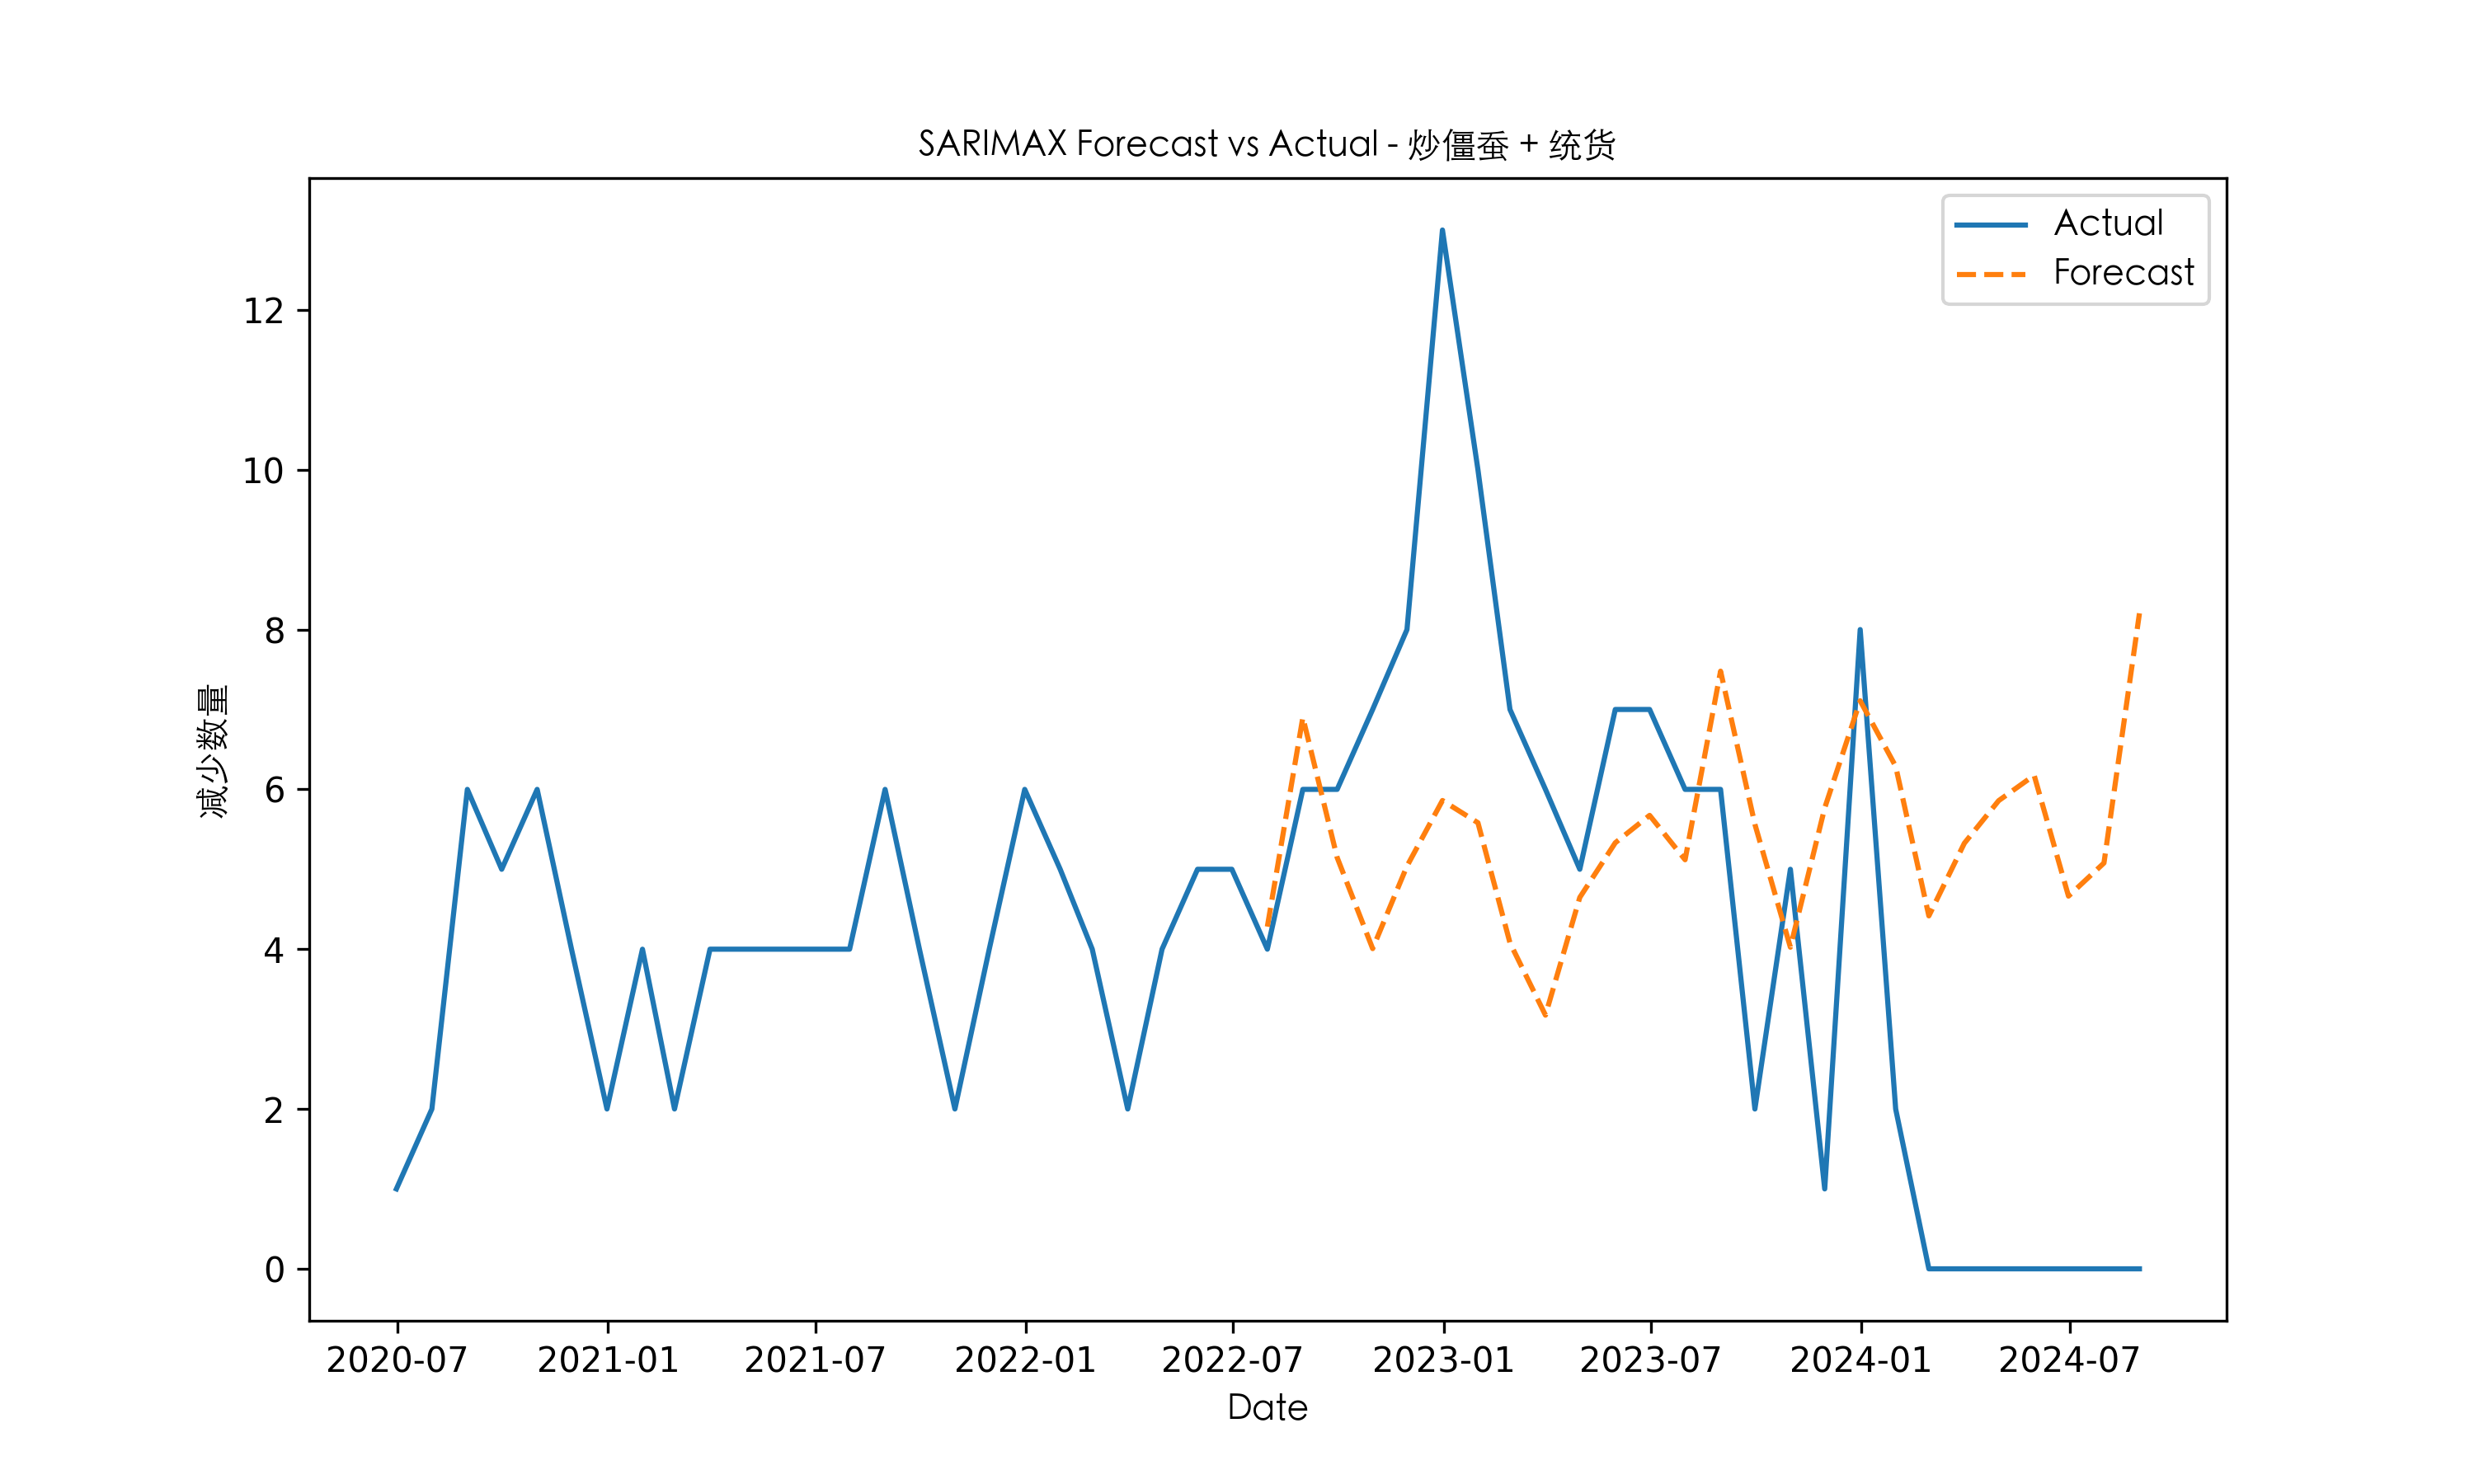 SARIMAX Forecast vs Actual - 炒僵蚕 + 统货
Actual
Forecast
减少数量
12
10
8
6
4
2
0
2020-07 2021-01 2021-07 2022-01 2022-07 2023-01 2023-07 2024-01 2024-07
Date